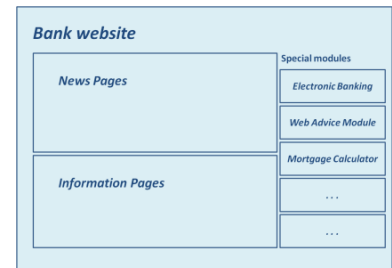 Bank website
News Pages
Information Pages
Special modules
Electronic Banking
Web Advice Module
Mortgage Calculator
...
...